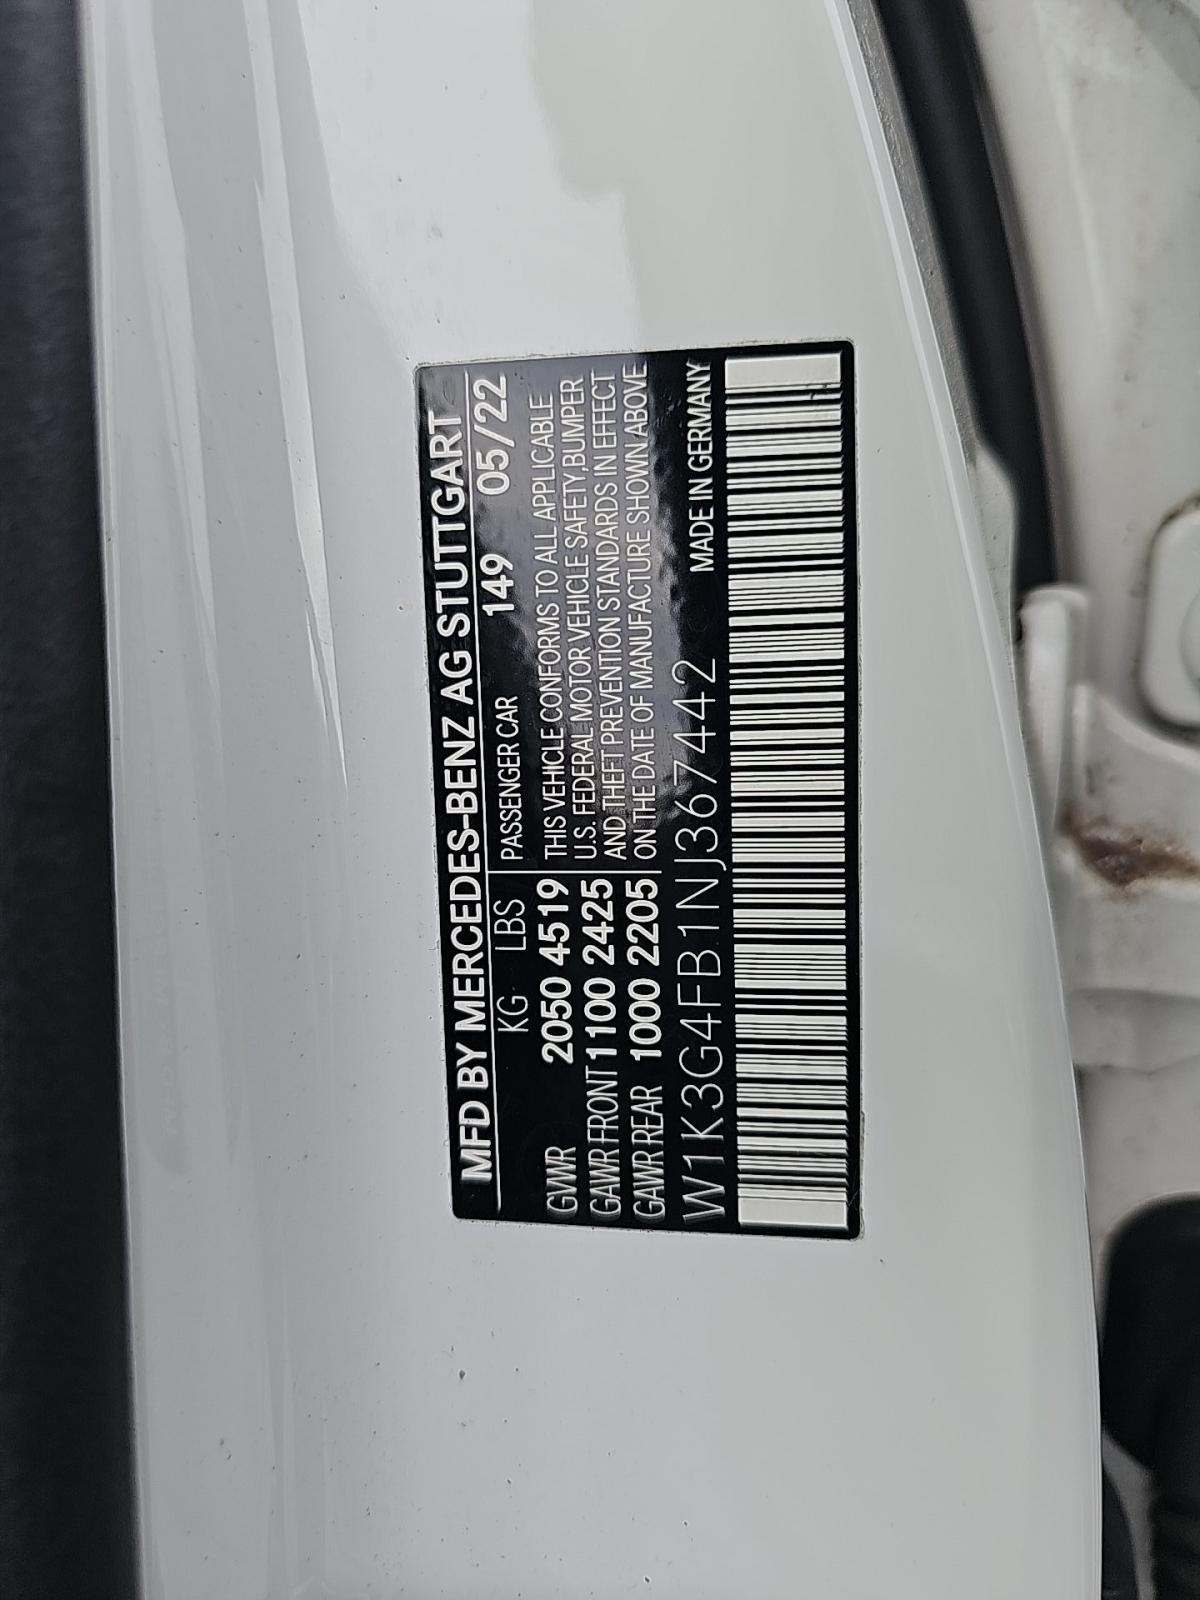 MFD BY MERCEDES-BENZ AG STUTTGART
KG LBS PASSENGER CAR 149 05/22
GVWR 2050 4519
GAWR FRONT 1100 2425
GAWR REAR 1000 2205
THIS VEHICLE CONFORMS TO ALL APPLICABLE
U.S. FEDERAL MOTOR VEHICLE SAFETY,BUMPER
AND THEFT PREVENTION STANDARDS IN EFFECT
ON THE DATE OF MANUFACTURE SHOWN ABOVE
W1K3G4FB1NJ367442 MADE IN GERMANY